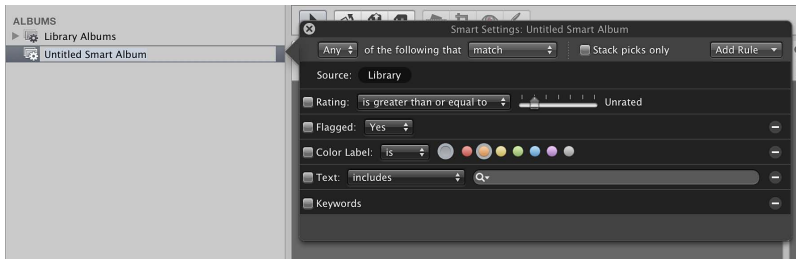 ALBUMS
Library Albums
Untitled Smart Album
Smart Settings: Untitled Smart Album
Any of the following that match Stack picks only Add Rule
Source: Library
Rating: is greater than or equal to Unrated
Flagged: Yes
Color Label: is
Text: includes
Keywords